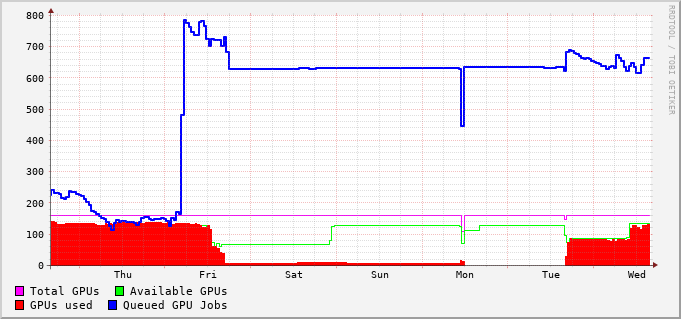 800
700
600
500
400
300
200
100
0
Thu Fri Sat Sun Mon Tue Wed
Total GPUs Available GPUs
GPUs used Queued GPU Jobs
RRDTOOL / TOBI OETIKER